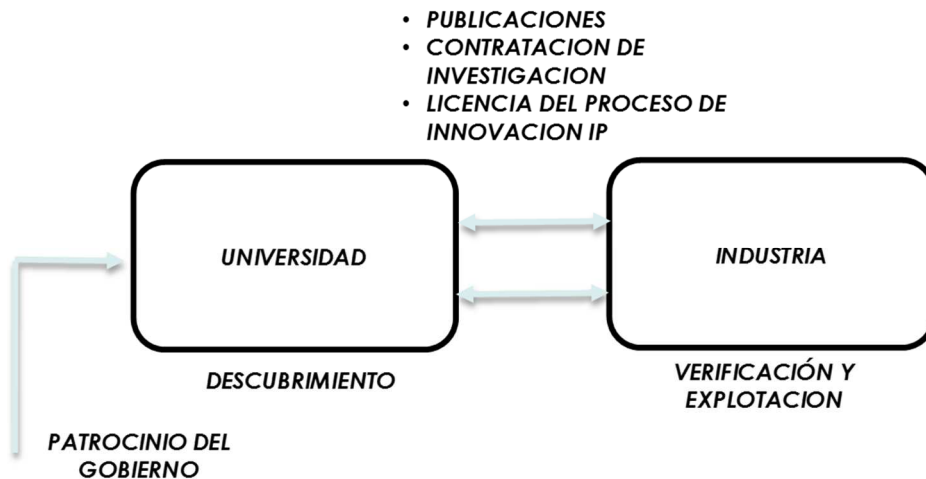 • PUBLICACIONES
• CONTRATACION DE
INVESTIGACION
• LICENCIA DEL PROCESO DE
INNOVACION IP
UNIVERSIDAD
INDUSTRIA
DESCUBRIMIENTO
VERIFICACIÓN Y
EXPLOTACION
PATROCINIO DEL
GOBIERNO